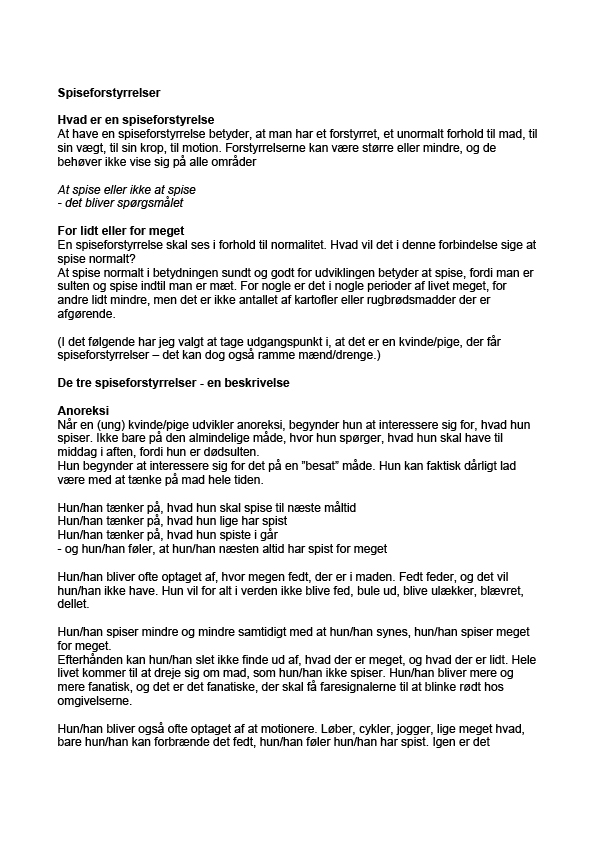 Spiseforstyrrelser
Hvad er en spiseforstyrelse
At have en spiseforstyrrelse betyder, at man har et forstyrret, et unormalt forhold til mad, til
sin vægt, til sin krop, til motion. Forstyrrelserne kan være større eller mindre, og de
behøver ikke vise sig på alle områder
At spise eller ikke at spise
- det bliver spørgsmålet
For lidt eller for meget
En spiseforstyrrelse skal ses i forhold til normalitet. Hvad vil det i denne forbindelse sige at
spise normalt?
At spise normalt i betydningen sundt og godt for udviklingen betyder at spise, fordi man er
sulten og spise indtil man er mæt. For nogle er det i nogle perioder af livet meget, for
andre lidt mindre, men det er ikke antallet af kartofler eller rugbrødsmadder der er
afgørende.
(I det følgende har jeg valgt at tage udgangspunkt i, at det er en kvinde/pige, der får
spiseforstyrrelser – det kan dog også ramme mænd/drenge.)
De tre spiseforstyrrelser - en beskrivelse
Anoreksi
Når en (ung) kvinde/pige udvikler anoreksi, begynder hun at interessere sig for, hvad hun
spiser. Ikke bare på den almindelige måde, hvor hun spørger, hvad hun skal have til
middag i aften, fordi hun er dødsulten.
Hun begynder at interessere sig for det på en "besat" måde. Hun kan faktisk dårligt lad
være med at tænke på mad hele tiden.
Hun/han tænker på, hvad hun skal spise til næste måltid
Hun/han tænker på, hvad hun lige har spist
Hun/han tænker på, hvad hun spiste i går
- og hun/han føler, at hun/han næsten altid har spist for meget
Hun/han bliver ofte optaget af, hvor megen fedt, der er i maden. Fedt feder, og det vil
hun/han ikke have. Hun vil for alt i verden ikke blive fed, bule ud, blive ulækker, blævret,
dellet.
Hun/han spiser mindre og mindre samtidigt med at hun/han synes, hun/han spiser meget
for meget.
Efterhånden kan hun/han slet ikke finde ud af, hvad der er meget, og hvad der er lidt. Hele
livet kommer til at dreje sig om mad, som hun/han ikke spiser. Hun/han bliver mere og
mere fanatisk, og det er det fanatiske, der skal få faresignalerne til at blinke rødt hos
omgivelserne.
Hun/han bliver også ofte optaget af at motionere. Løber, cykler, jogger, lige meget hvad,
bare hun/han kan forbrænde det fedt, hun/han føler hun/han har spist. Igen er det